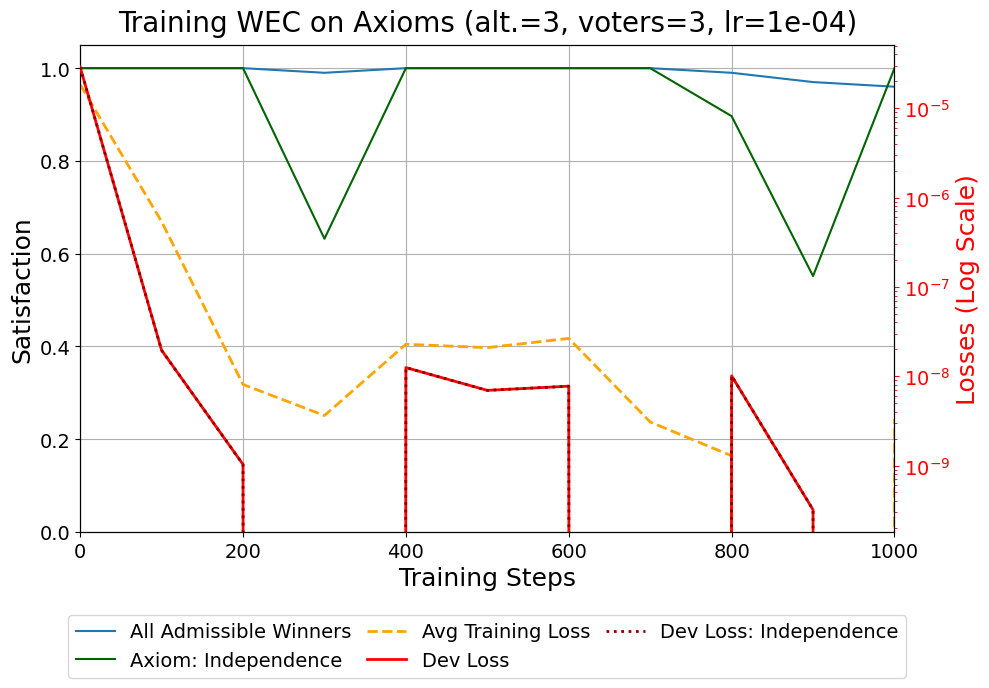 Training WEC on Axioms (alt.=3, voters=3, lr=1e-04)
Satisfaction
1.0
0.8
0.6
0.4
0.2
0.0
0 200 400 600 800 1000
Training Steps
10⁻⁵
10⁻⁶
10⁻⁷
10⁻⁸
10⁻⁹
Losses (Log Scale)
All Admissible Winners Avg Training Loss Dev Loss: Independence
Axiom: Independence Dev Loss